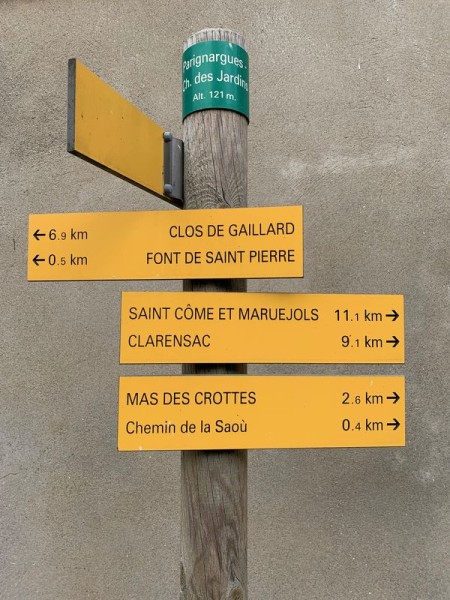 Parignargues -
Ch. des Jardins
Alt. 121 m.
← 6.9 km CLOS DE GAILLARD
← 0.5 km FONT DE SAINT PIERRE
SAINT CÔME ET MARUEJOLS 11.1 km →
CLARENSAC 9.1 km →
MAS DES CROTTES 2.6 km →
Chemin de la Saoù 0.4 km →